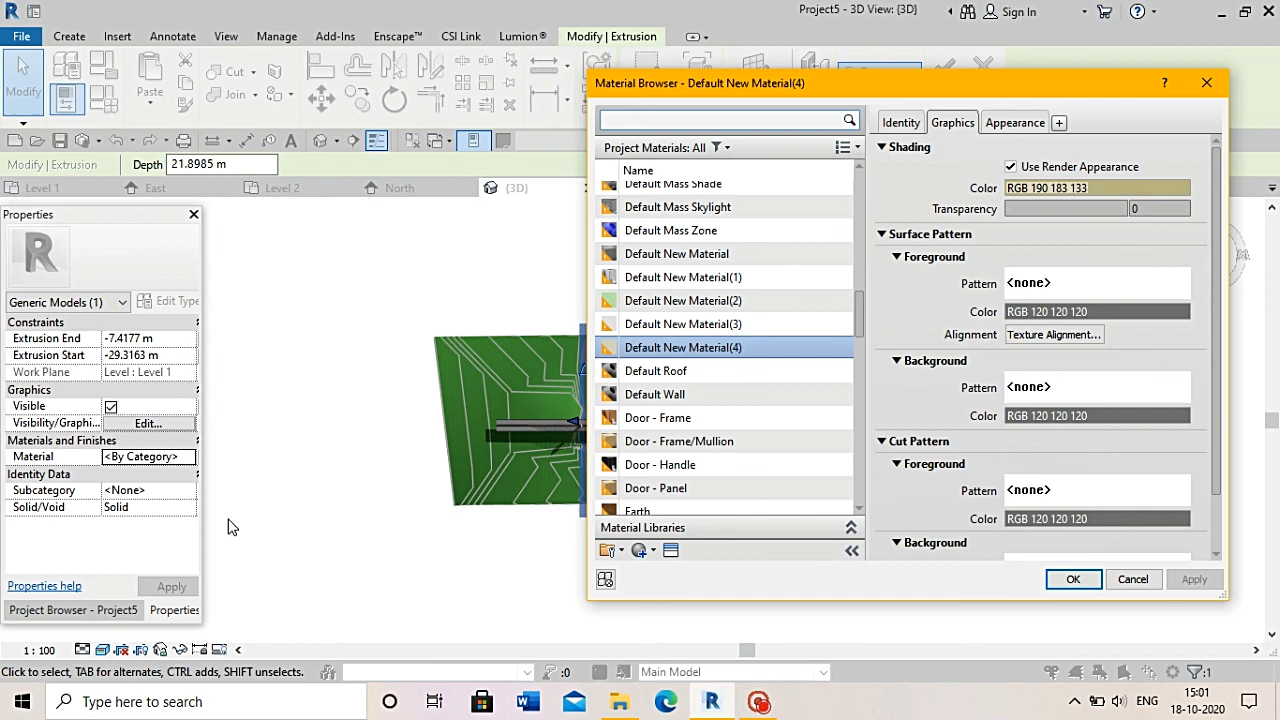 Project5 - 3D View: {3D}
Sign In
File Create Insert Annotate View Manage Add-Ins Enscape™ CSI Link Lumion® Modify | Extrusion
Modify
Paste
Cut
Join
Modify | Extrusion
Depth 21.8985 m
Level 1
East
Level 2
North
{3D}
Properties
Generic Models (1)
Edit Type
Constraints
Extrusion End -7.4177 m
Extrusion Start -29.3163 m
Work Plane Level : Level 1
Graphics
Visible
Visibility/Graphi... Edit...
Materials and Finishes
Material <By Category>
Identity Data
Subcategory <None>
Solid/Void Solid
Properties help
Apply
Project Browser - Project5
Properties
Material Browser - Default New Material(4)
Project Materials: All
Name
Default Mass Shade
Default Mass Skylight
Default Mass Zone
Default New Material
Default New Material(1)
Default New Material(2)
Default New Material(3)
Default New Material(4)
Default Roof
Default Wall
Door - Frame
Door - Frame/Mullion
Door - Handle
Door - Panel
Earth
Material Libraries
Identity Graphics Appearance
Shading
Use Render Appearance
Color RGB 190 183 133
Transparency 0
Surface Pattern
Foreground
Pattern <none>
Color RGB 120 120 120
Alignment Texture Alignment...
Background
Pattern <none>
Color RGB 120 120 120
Cut Pattern
Foreground
Pattern <none>
Color RGB 120 120 120
Background
OK
Cancel
Apply
1 : 100
Click to select, TAB for alternates, CTRL adds, SHIFT unselects.
:0
Main Model
:1
Type here to search
ENG
15:01
18-10-2020